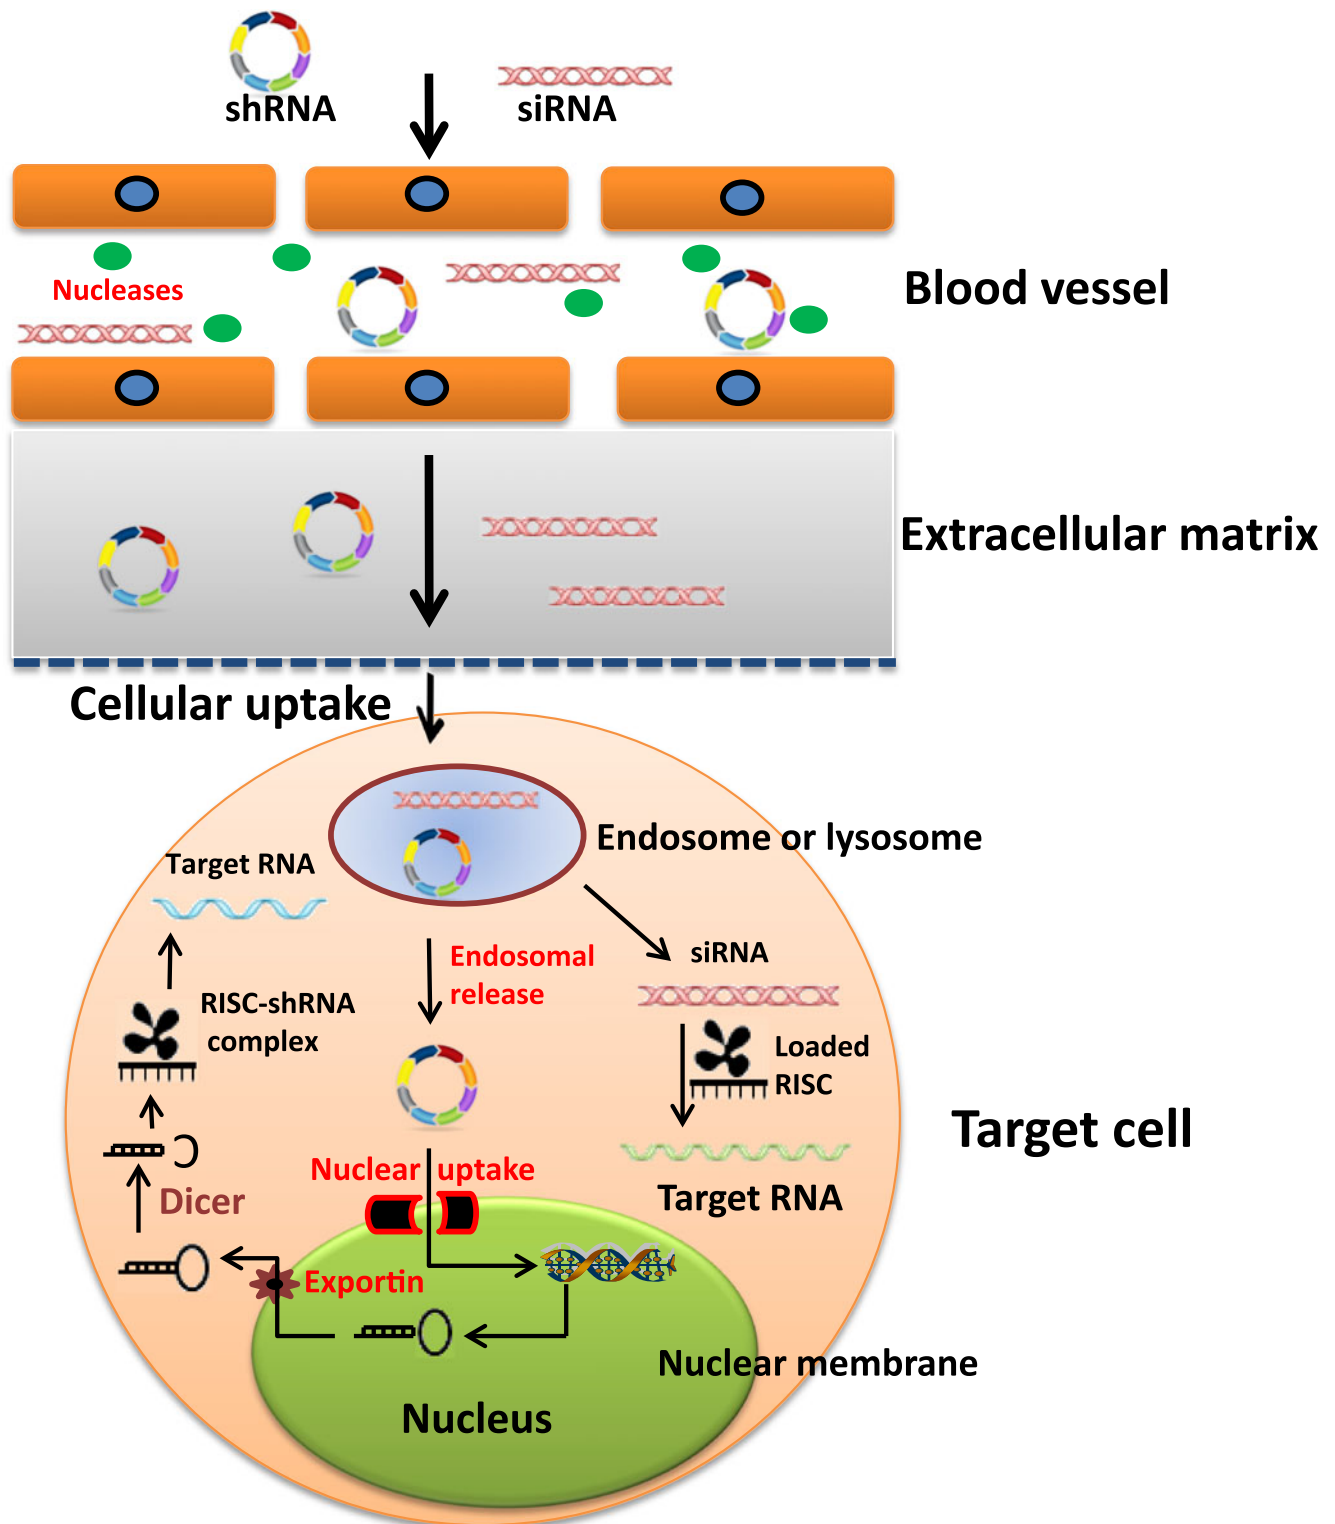 shRNA
siRNA
Nucleases
Blood vessel
Extracellular matrix
Cellular uptake
Endosome or lysosome
Target RNA
Endosomal
release
siRNA
RISC-shRNA
complex
Loaded
RISC
Target cell
Nuclear uptake
Dicer
Target RNA
Exportin
Nuclear membrane
Nucleus